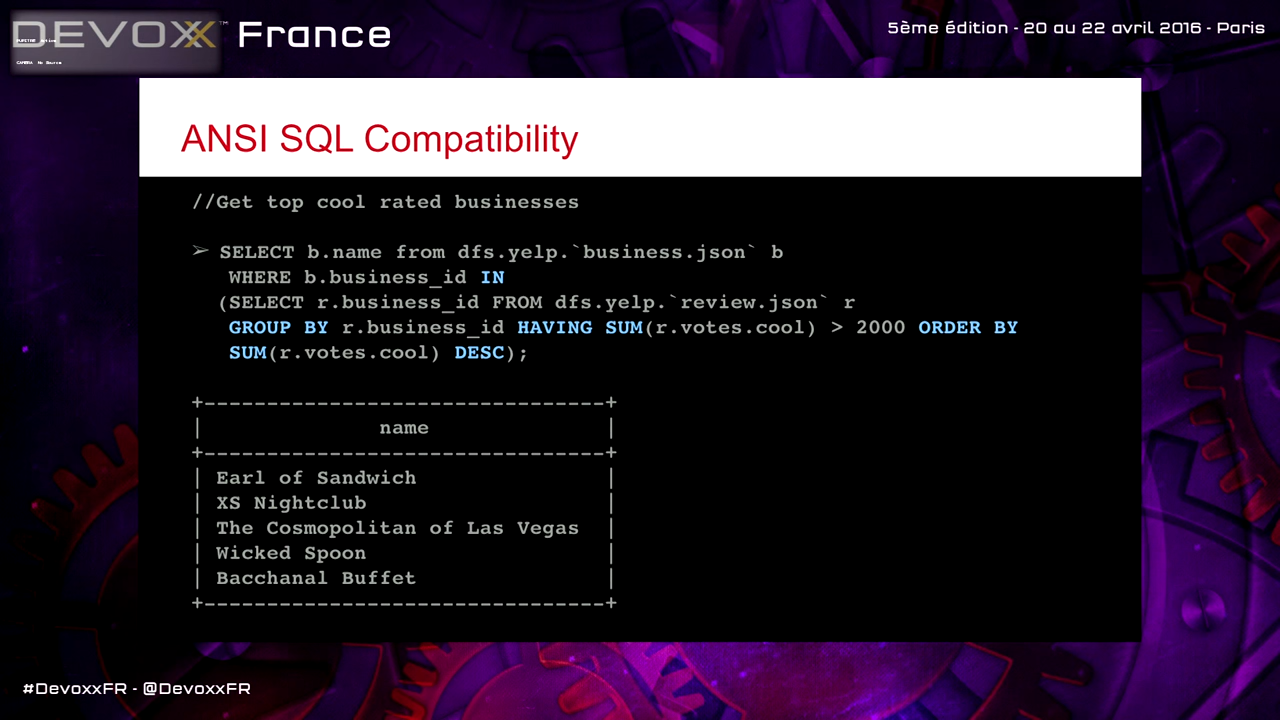 DEVOXX™ France
5ème édition - 20 au 22 avril 2016 - Paris
ANSI SQL Compatibility
//Get top cool rated businesses
➢ SELECT b.name from dfs.yelp.`business.json` b
WHERE b.business_id IN
(SELECT r.business_id FROM dfs.yelp.`review.json` r
GROUP BY r.business_id HAVING SUM(r.votes.cool) > 2000 ORDER BY
SUM(r.votes.cool) DESC);
+--------------------------------+
| name |
+--------------------------------+
| Earl of Sandwich |
| XS Nightclub |
| The Cosmopolitan of Las Vegas |
| Wicked Spoon |
| Bacchanal Buffet |
+--------------------------------+
#DevoxxFR - @DevoxxFR